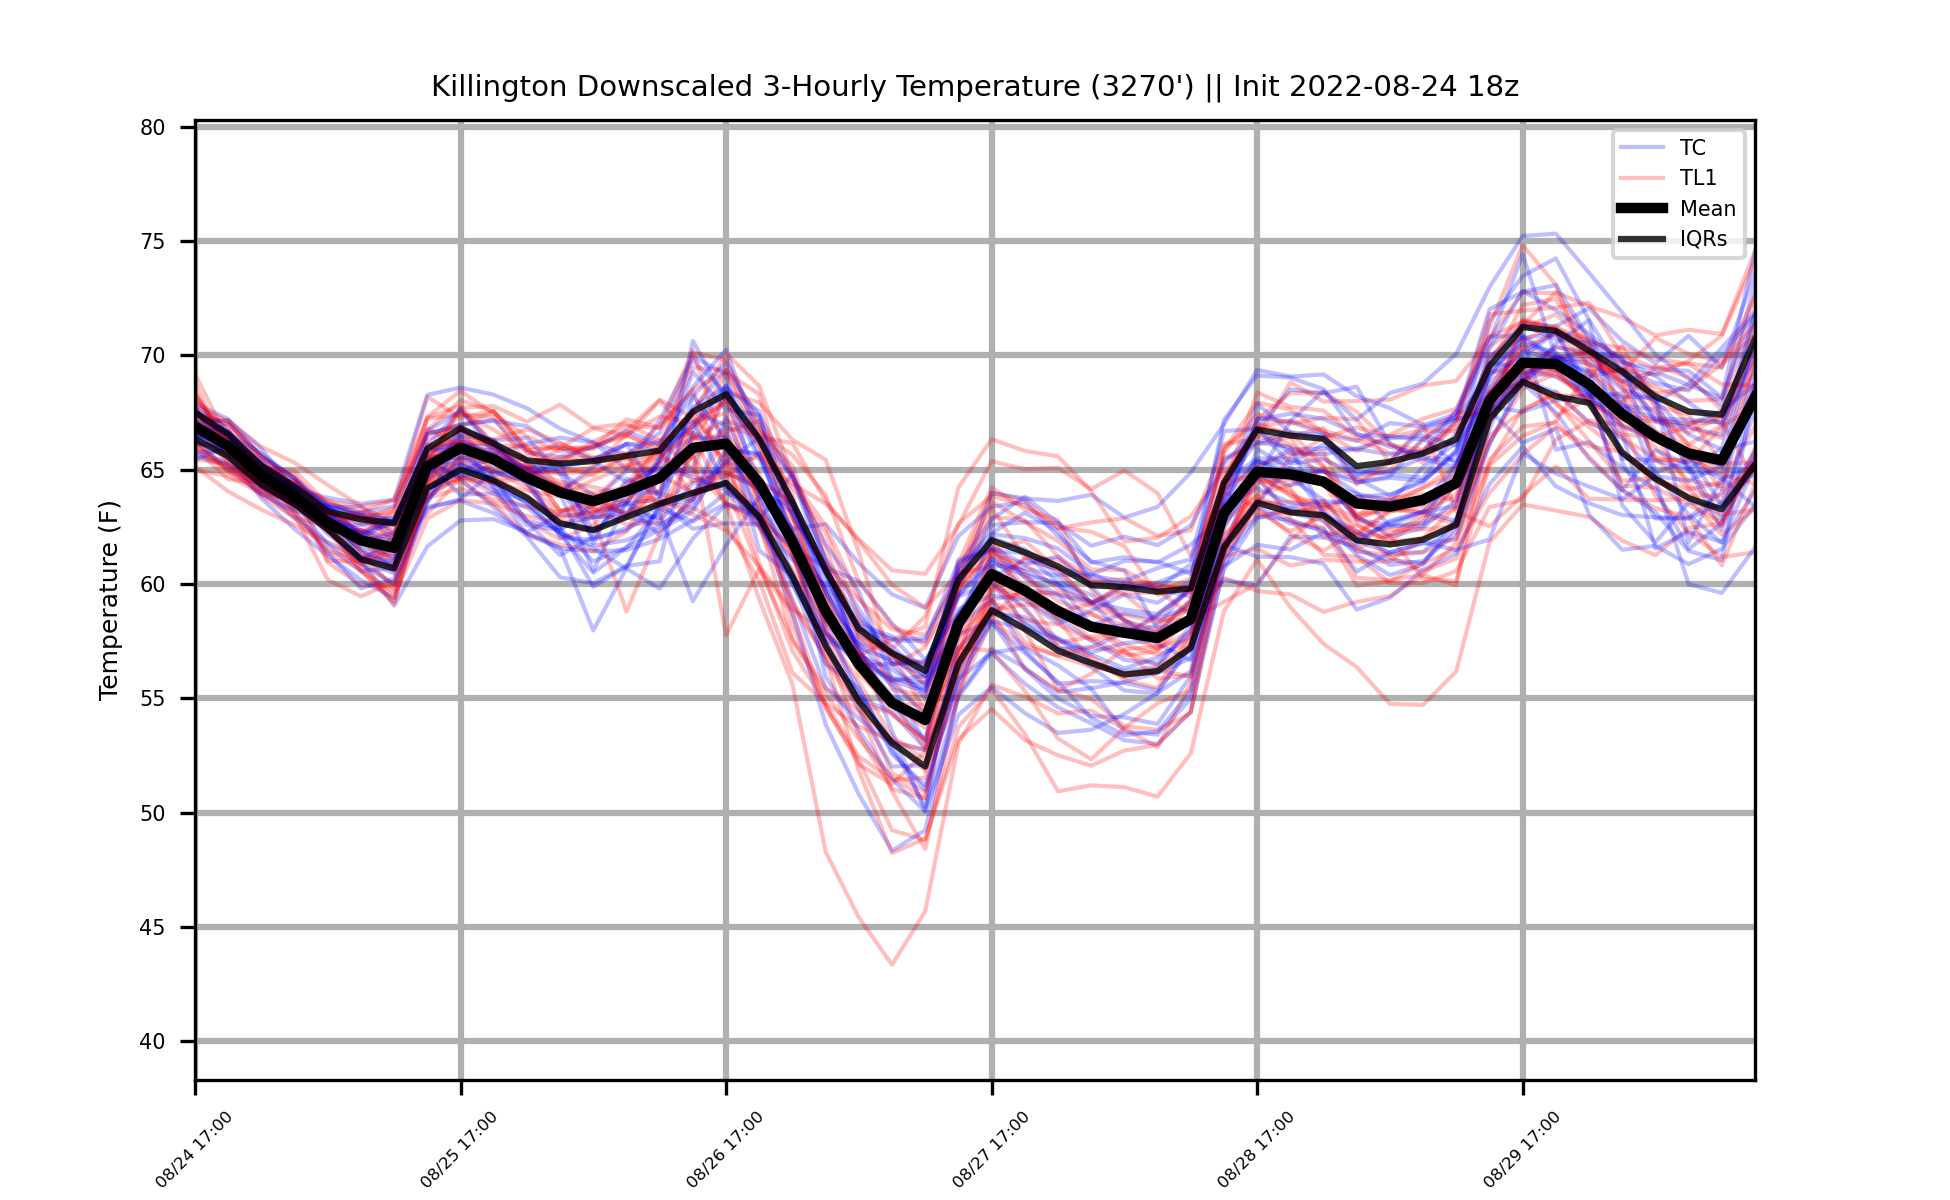 Killington Downscaled 3-Hourly Temperature (3270') || Init 2022-08-24 18z
Temperature (F)
80
75
70
65
60
55
50
45
40
TC
TL1
Mean
IQRs
08/24 17:00
08/25 17:00
08/26 17:00
08/27 17:00
08/28 17:00
08/29 17:00